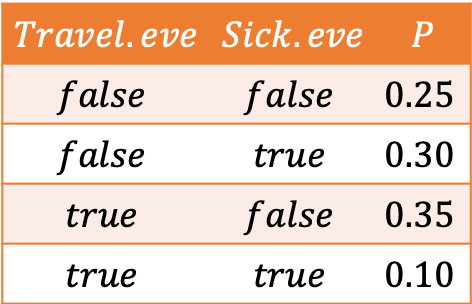 Travel.eve Sick.eve P
false false 0.25
false true 0.30
true false 0.35
true true 0.10